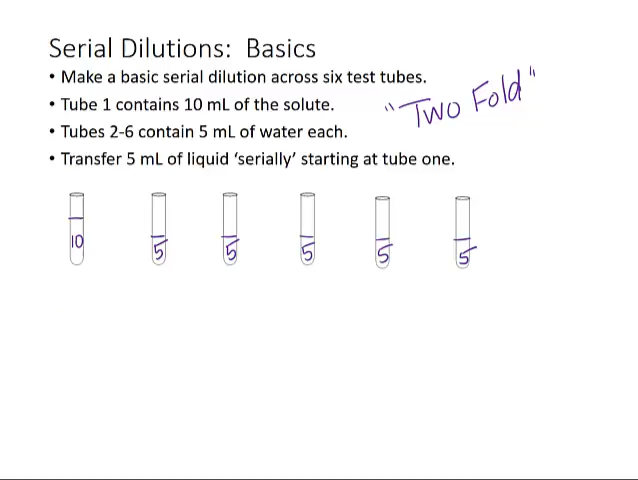 Serial Dilutions: Basics
• Make a basic serial dilution across six test tubes.
• Tube 1 contains 10 mL of the solute.
• Tubes 2-6 contain 5 mL of water each.
• Transfer 5 mL of liquid ‘serially’ starting at tube one.
"Two Fold"
10 5 5 5 5 5